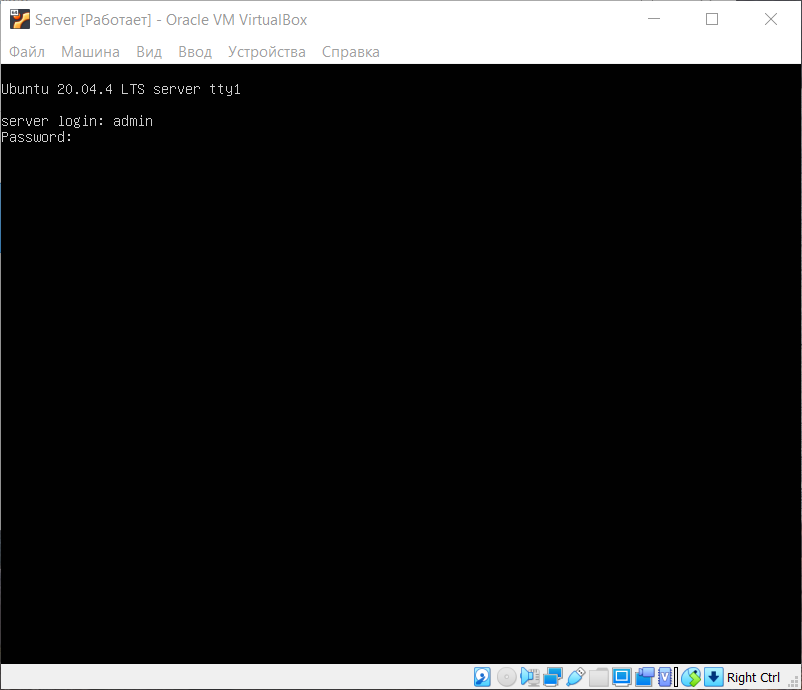 Server [Работает] - Oracle VM VirtualBox
Файл Машина Вид Ввод Устройства Справка
Ubuntu 20.04.4 LTS server tty1
server login: admin
Password:
Right Ctrl